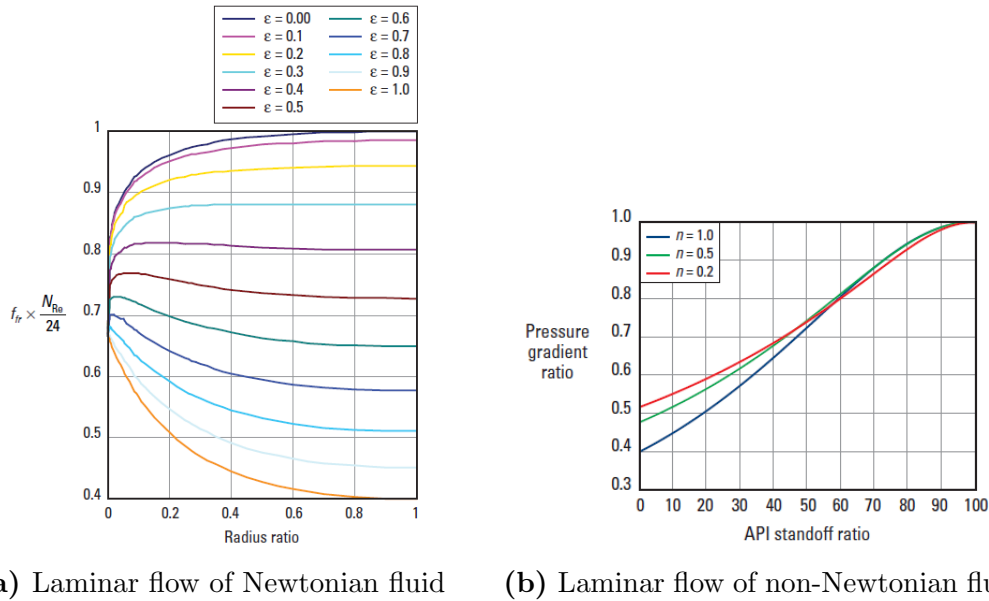 ε = 0.00
ε = 0.1
ε = 0.2
ε = 0.3
ε = 0.4
ε = 0.5
ε = 0.6
ε = 0.7
ε = 0.8
ε = 0.9
ε = 1.0
1
0.9
0.8
0.7
0.6
0.5
0.4
f_fr × N_Re / 24
0 0.2 0.4 0.6 0.8 1
Radius ratio
n = 1.0
n = 0.5
n = 0.2
1.0
0.9
0.8
0.7
0.6
0.5
0.4
0.3
Pressure
gradient
ratio
0 10 20 30 40 50 60 70 80 90 100
API standoff ratio
a) Laminar flow of Newtonian fluid
(b) Laminar flow of non-Newtonian flu